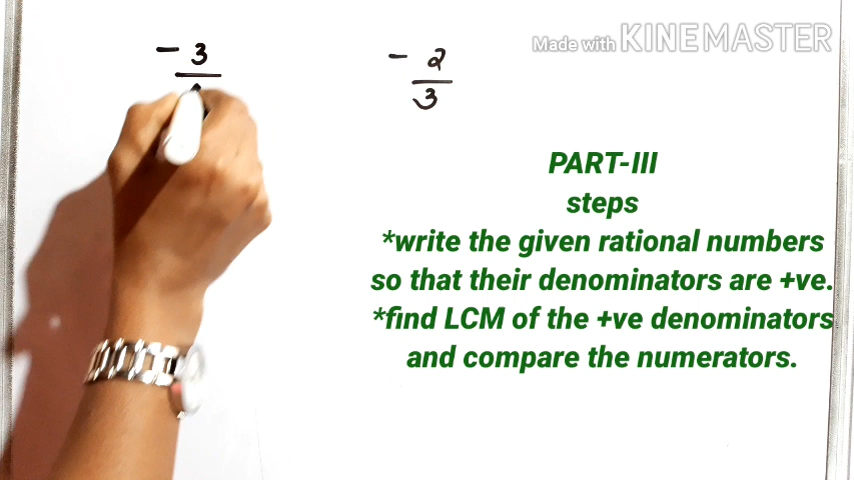 Made with KINEMASTER
- 3
- 2
3
PART-III
steps
*write the given rational numbers
so that their denominators are +ve.
*find LCM of the +ve denominators
and compare the numerators.